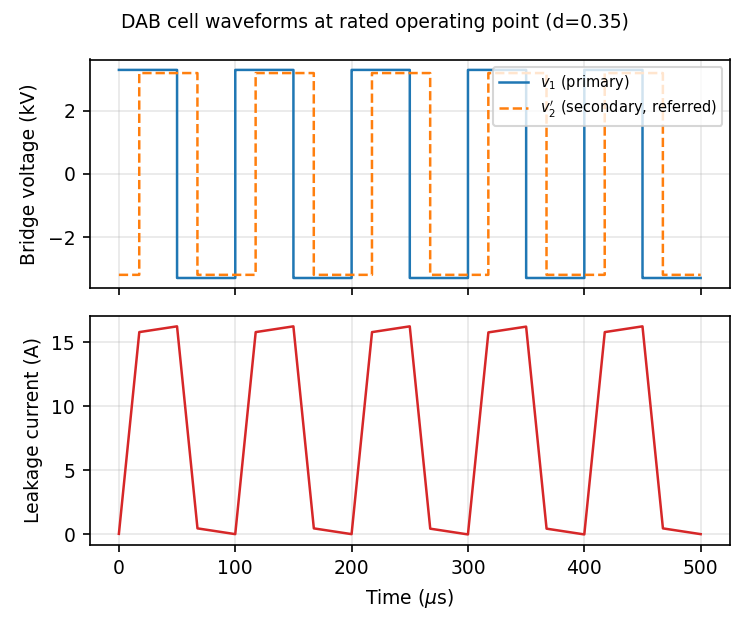 DAB cell waveforms at rated operating point (d=0.35)
Bridge voltage (kV)
2
0
−2
v₁ (primary)
v′₂ (secondary, referred)
Leakage current (A)
15
10
5
0
0 100 200 300 400 500
Time (μs)